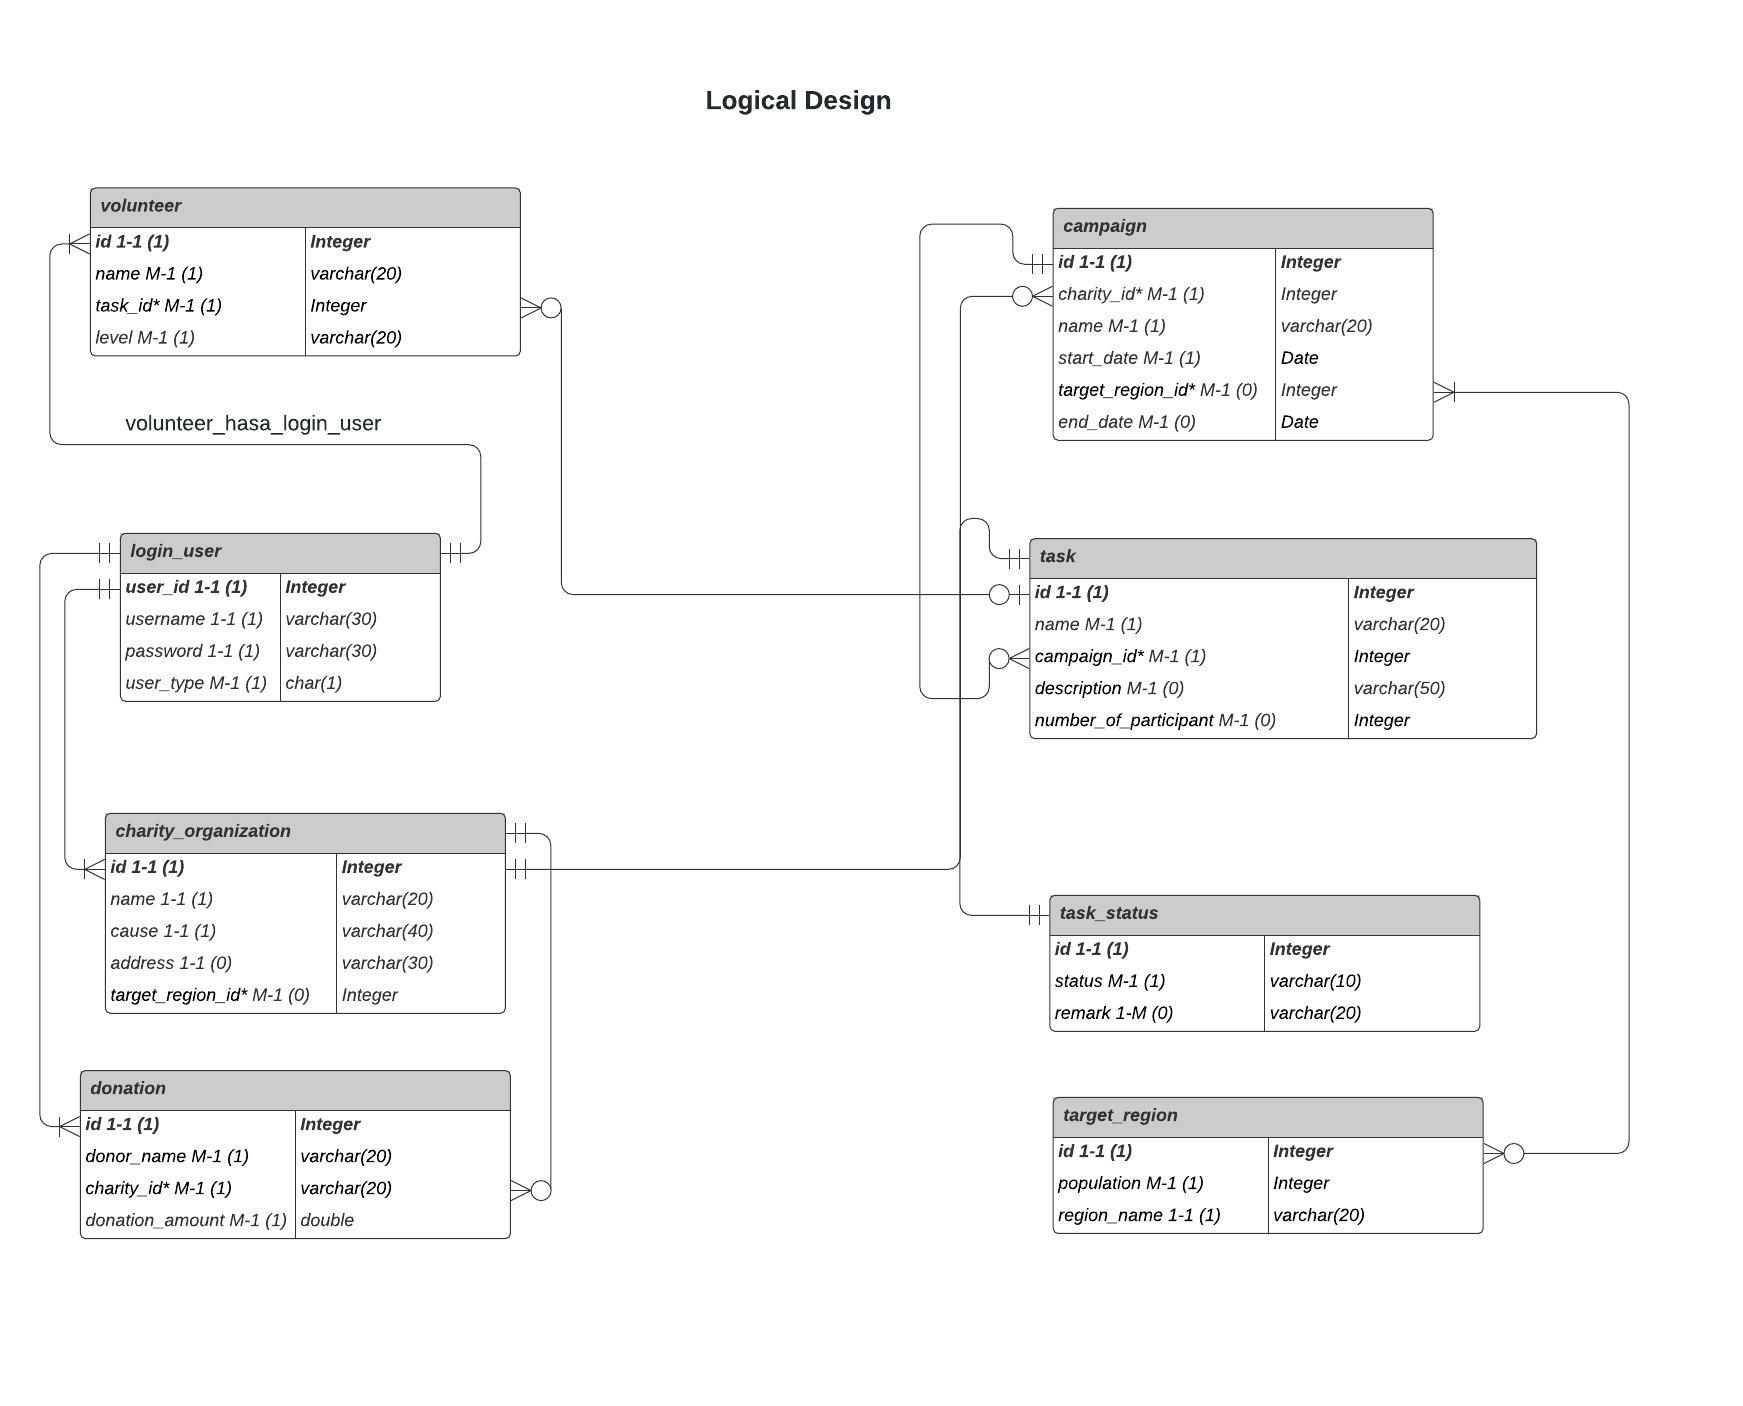 Logical Design
volunteer
id 1-1 (1) Integer
name M-1 (1) varchar(20)
task_id* M-1 (1) Integer
level M-1 (1) varchar(20)
volunteer_hasa_login_user
login_user
user_id 1-1 (1) Integer
username 1-1 (1) varchar(30)
password 1-1 (1) varchar(30)
user_type M-1 (1) char(1)
charity_organization
id 1-1 (1) Integer
name 1-1 (1) varchar(20)
cause 1-1 (1) varchar(40)
address 1-1 (0) varchar(30)
target_region_id* M-1 (0) Integer
donation
id 1-1 (1) Integer
donor_name M-1 (1) varchar(20)
charity_id* M-1 (1) varchar(20)
donation_amount M-1 (1) double
campaign
id 1-1 (1) Integer
charity_id* M-1 (1) Integer
name M-1 (1) varchar(20)
start_date M-1 (1) Date
target_region_id* M-1 (0) Integer
end_date M-1 (0) Date
task
id 1-1 (1) Integer
name M-1 (1) varchar(20)
campaign_id* M-1 (1) Integer
description M-1 (0) varchar(50)
number_of_participant M-1 (0) Integer
task_status
id 1-1 (1) Integer
status M-1 (1) varchar(10)
remark 1-M (0) varchar(20)
target_region
id 1-1 (1) Integer
population M-1 (1) Integer
region_name 1-1 (1) varchar(20)